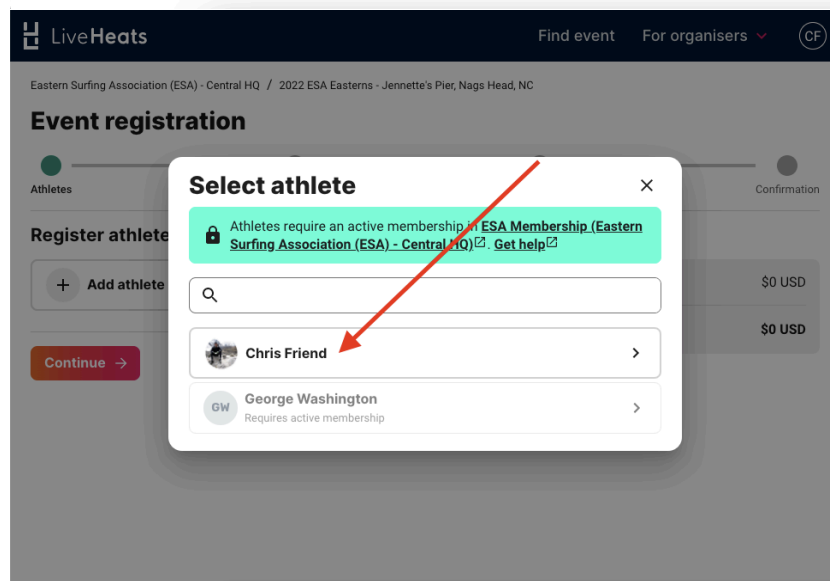 LiveHeats
Find event
For organisers
CF
Eastern Surfing Association (ESA) - Central HQ / 2022 ESA Easterns - Jennette's Pier, Nags Head, NC
Event registration
Athletes
Confirmation
Select athlete
Athletes require an active membership in ESA Membership (Eastern
Surfing Association (ESA) - Central HQ). Get help
Register athlete
Add athlete
$0 USD
$0 USD
Chris Friend
Continue
GW
George Washington
Requires active membership